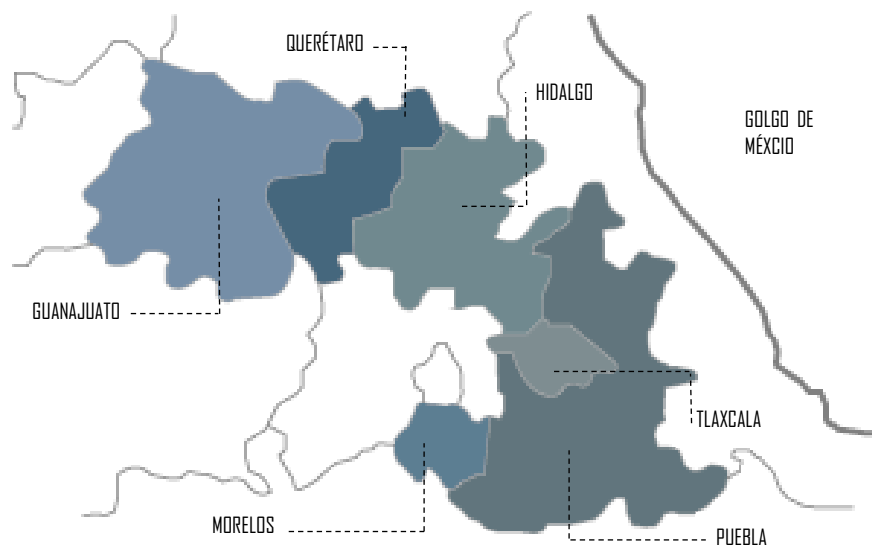 QUERÉTARO
HIDALGO
GOLGO DE
MÉXCIO
GUANAJUATO
TLAXCALA
MORELOS
PUEBLA